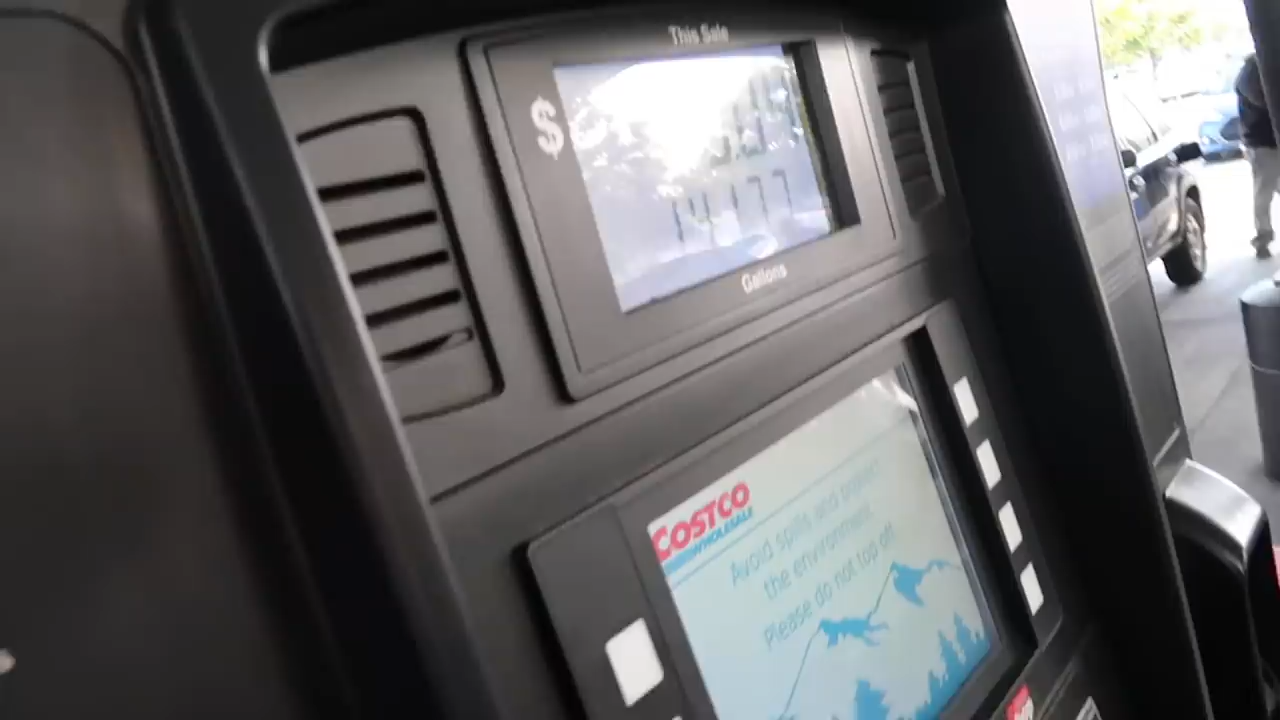 This Sale
$
Gallons
COSTCO
WHOLESALE
Avoid spills and protect
the environment.
Please do not top off